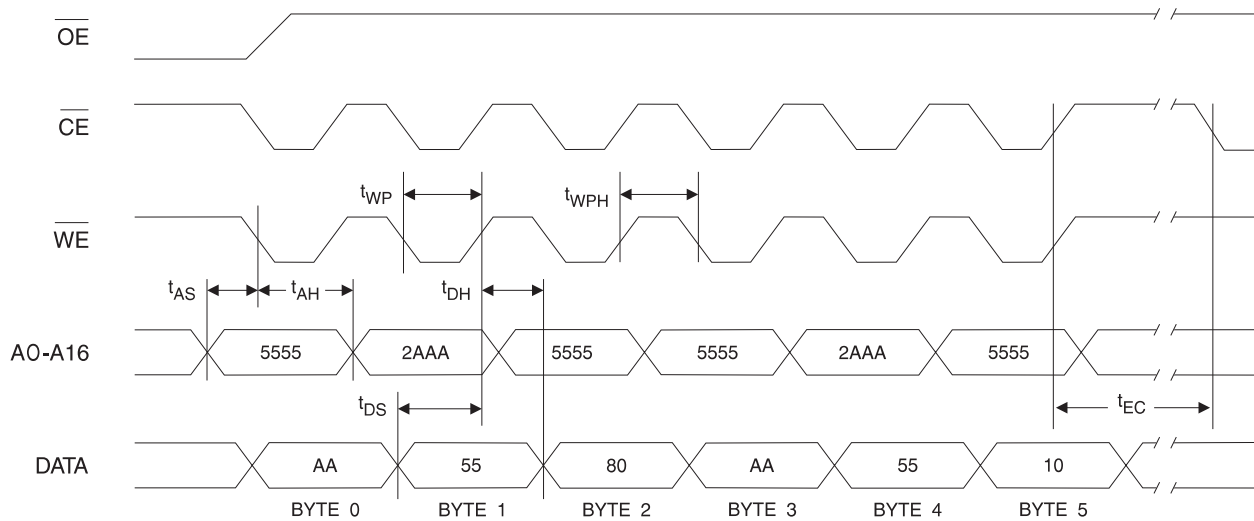 OE
CE
tWP
tWPH
WE
tAS
tAH
tDH
A0-A16
5555
2AAA
5555
5555
2AAA
5555
tDS
tEC
DATA
AA
55
80
AA
55
10
BYTE 0
BYTE 1
BYTE 2
BYTE 3
BYTE 4
BYTE 5